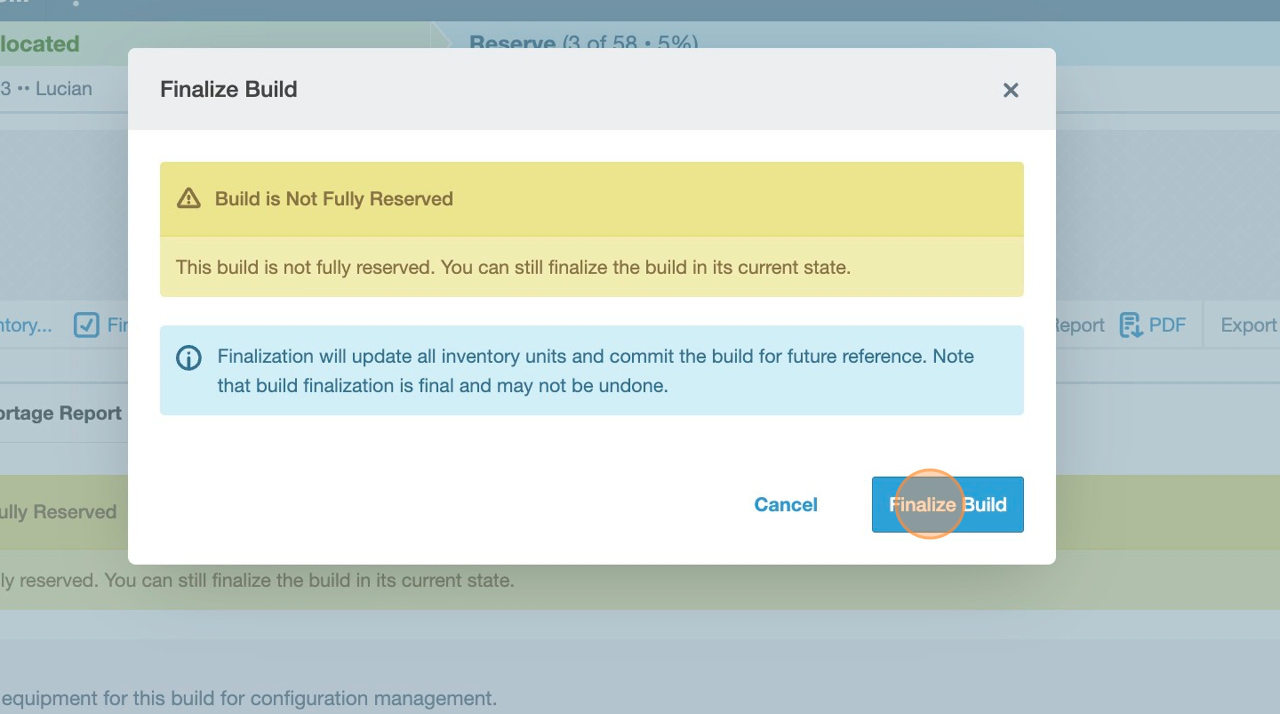 located
Reserve (3 of 58 • 5%)
3 •• Lucian
Finalize Build
Build is Not Fully Reserved
This build is not fully reserved. You can still finalize the build in its current state.
ntory...
PDF
Export
Finalization will update all inventory units and commit the build for future reference. Note
that build finalization is final and may not be undone.
ortage Report
Cancel
Finalize Build
ully Reserved
ly reserved. You can still finalize the build in its current state.
equipment for this build for configuration management.